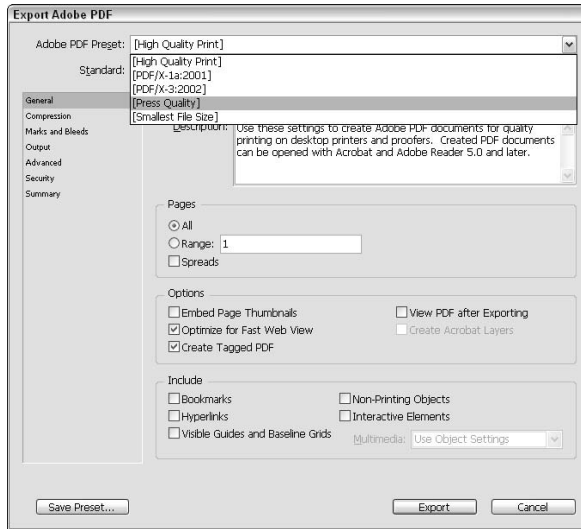 Export Adobe PDF
Adobe PDF Preset: [High Quality Print]
[High Quality Print]
Standard:
[PDF/X-1a:2001]
[PDF/X-3:2002]
[Press Quality]
[Smallest File Size]
General
Compression
Marks and Bleeds
Output
Advanced
Security
Summary
Description: Use these settings to create Adobe PDF documents for quality
printing on desktop printers and proofers. Created PDF documents
can be opened with Acrobat and Adobe Reader 5.0 and later.
Pages
All
Range: 1
Spreads
Options
Embed Page Thumbnails
View PDF after Exporting
Optimize for Fast Web View
Create Acrobat Layers
Create Tagged PDF
Include
Bookmarks
Non-Printing Objects
Hyperlinks
Interactive Elements
Visible Guides and Baseline Grids
Multimedia: Use Object Settings
Save Preset...
Export
Cancel